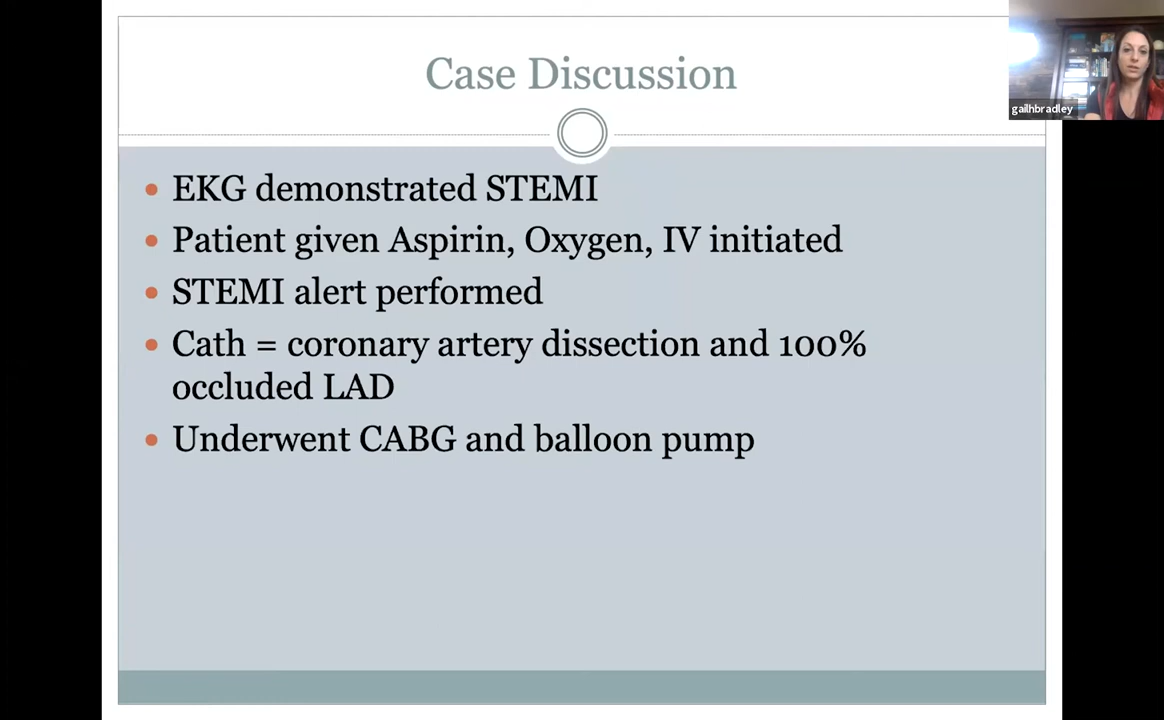 Case Discussion
gailhbradley
• EKG demonstrated STEMI
• Patient given Aspirin, Oxygen, IV initiated
• STEMI alert performed
• Cath = coronary artery dissection and 100%
occluded LAD
• Underwent CABG and balloon pump